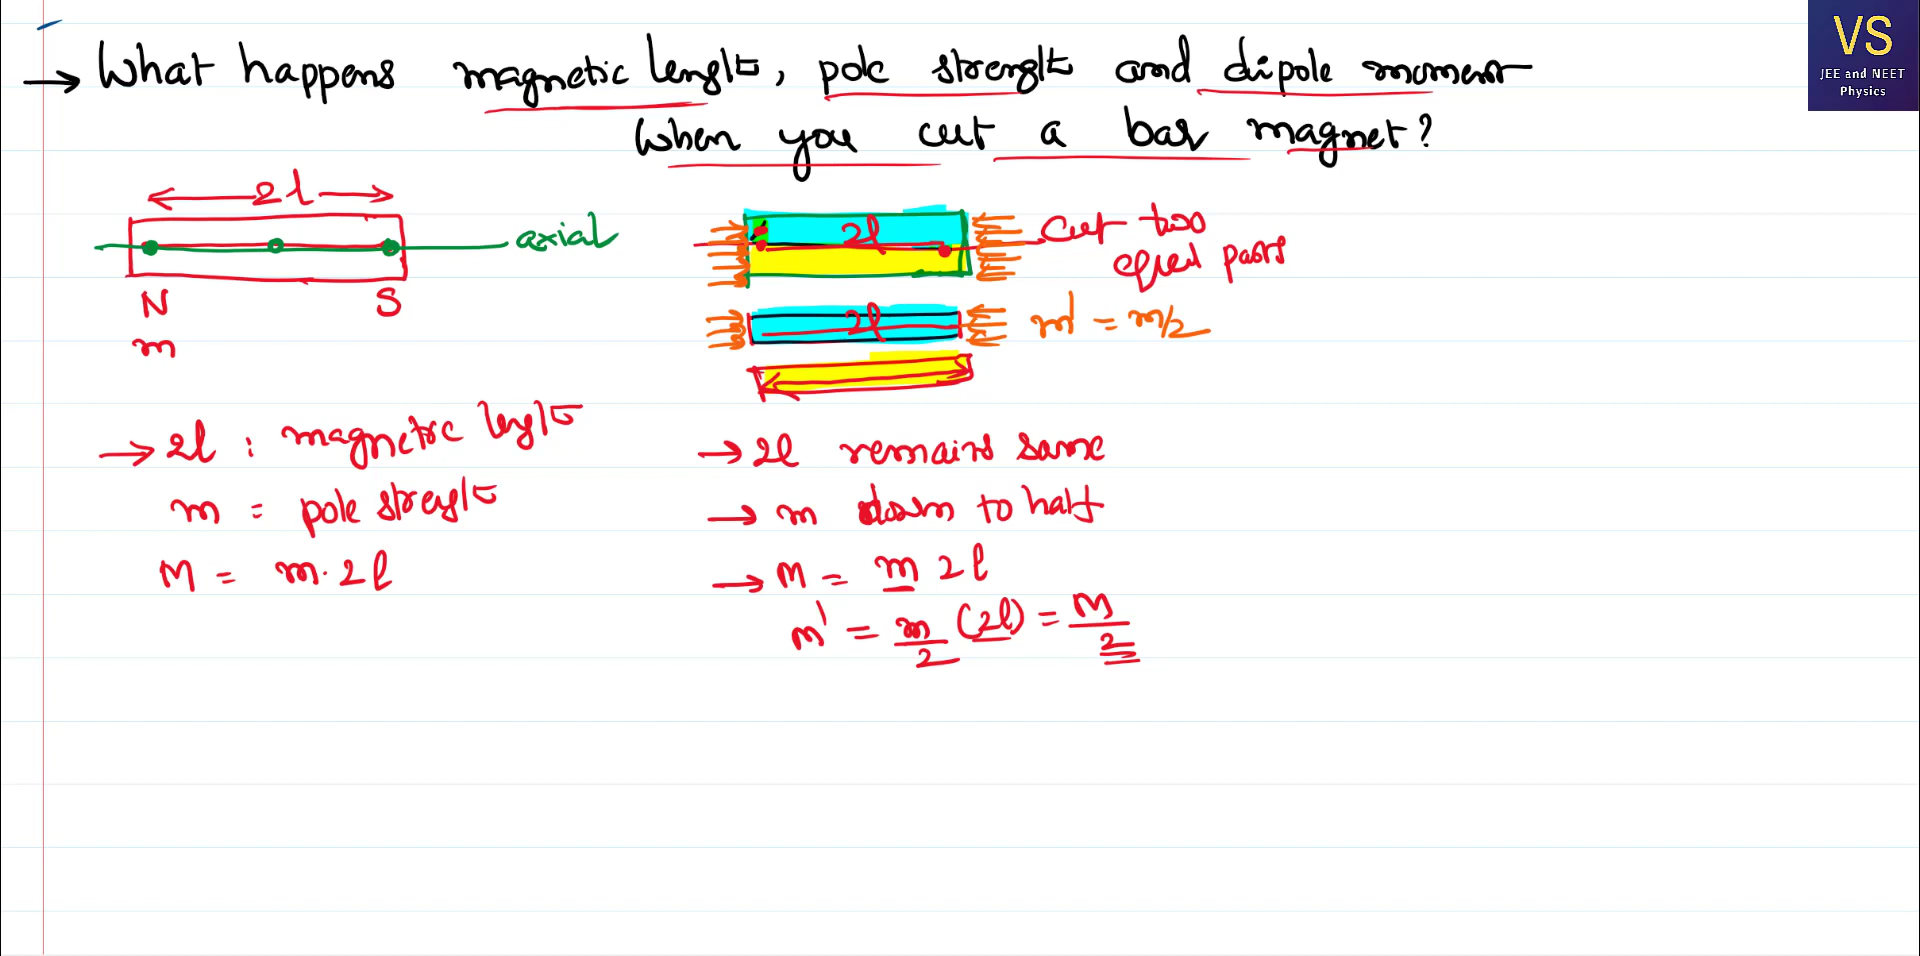 → What happens magnetic length, pole strength and dipole moment
When you cut a bar magnet?
VS
JEE and NEET
Physics
2l
axial
N S
m
2l
Cut two
equal parts
2l
m' = m/2
→ 2l : magnetic length
m = pole strength
M = m · 2l
→ 2l remains same
→ m down to half
→ M = m 2l
m' = m/2 (2l) = M/2